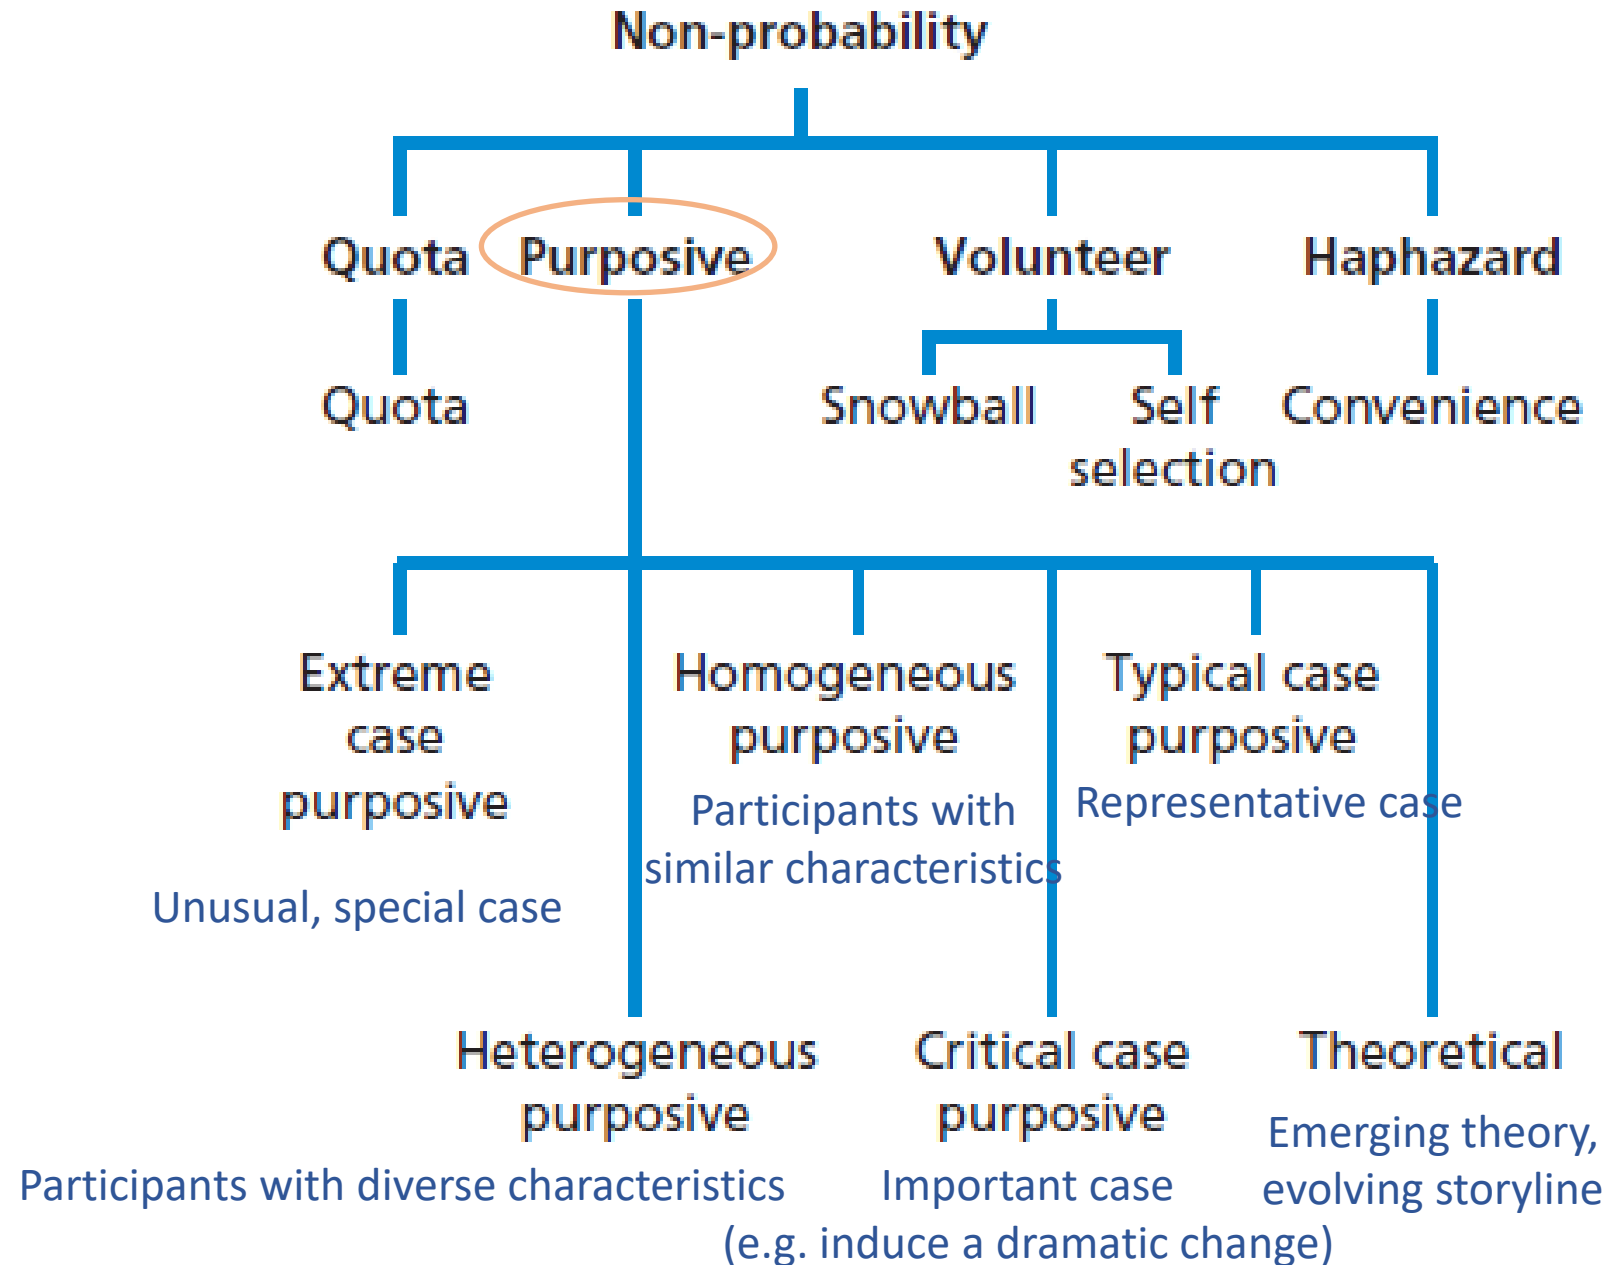 Non-probability
Quota
Purposive
Volunteer
Haphazard
Quota
Snowball
Self
selection
Convenience
Extreme
case
purposive
Unusual, special case
Homogeneous
purposive
Participants with
similar characteristics
Typical case
purposive
Representative case
Heterogeneous
purposive
Participants with diverse characteristics
Critical case
purposive
Important case
(e.g. induce a dramatic change)
Theoretical
Emerging theory,
evolving storyline